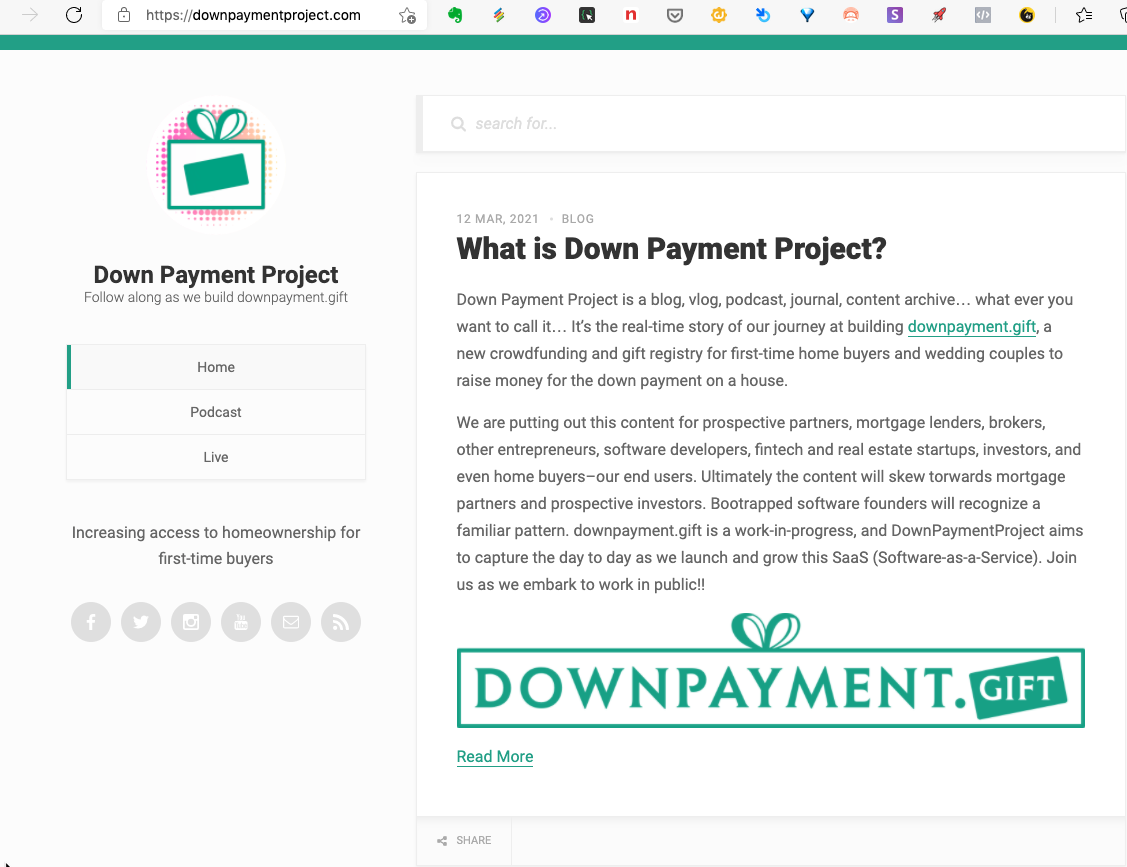 https://downpaymentproject.com
search for...
Down Payment Project
Follow along as we build downpayment.gift
Home
Podcast
Live
Increasing access to homeownership for
first-time buyers
12 MAR, 2021 • BLOG
What is Down Payment Project?
Down Payment Project is a blog, vlog, podcast, journal, content archive… what ever you
want to call it… It’s the real-time story of our journey at building downpayment.gift, a
new crowdfunding and gift registry for first-time home buyers and wedding couples to
raise money for the down payment on a house.
We are putting out this content for prospective partners, mortgage lenders, brokers,
other entrepreneurs, software developers, fintech and real estate startups, investors, and
even home buyers–our end users. Ultimately the content will skew torwards mortgage
partners and prospective investors. Bootrapped software founders will recognize a
familiar pattern. downpayment.gift is a work-in-progress, and DownPaymentProject aims
to capture the day to day as we launch and grow this SaaS (Software-as-a-Service). Join
us as we embark to work in public!!
DOWNPAYMENT.GIFT
Read More
SHARE